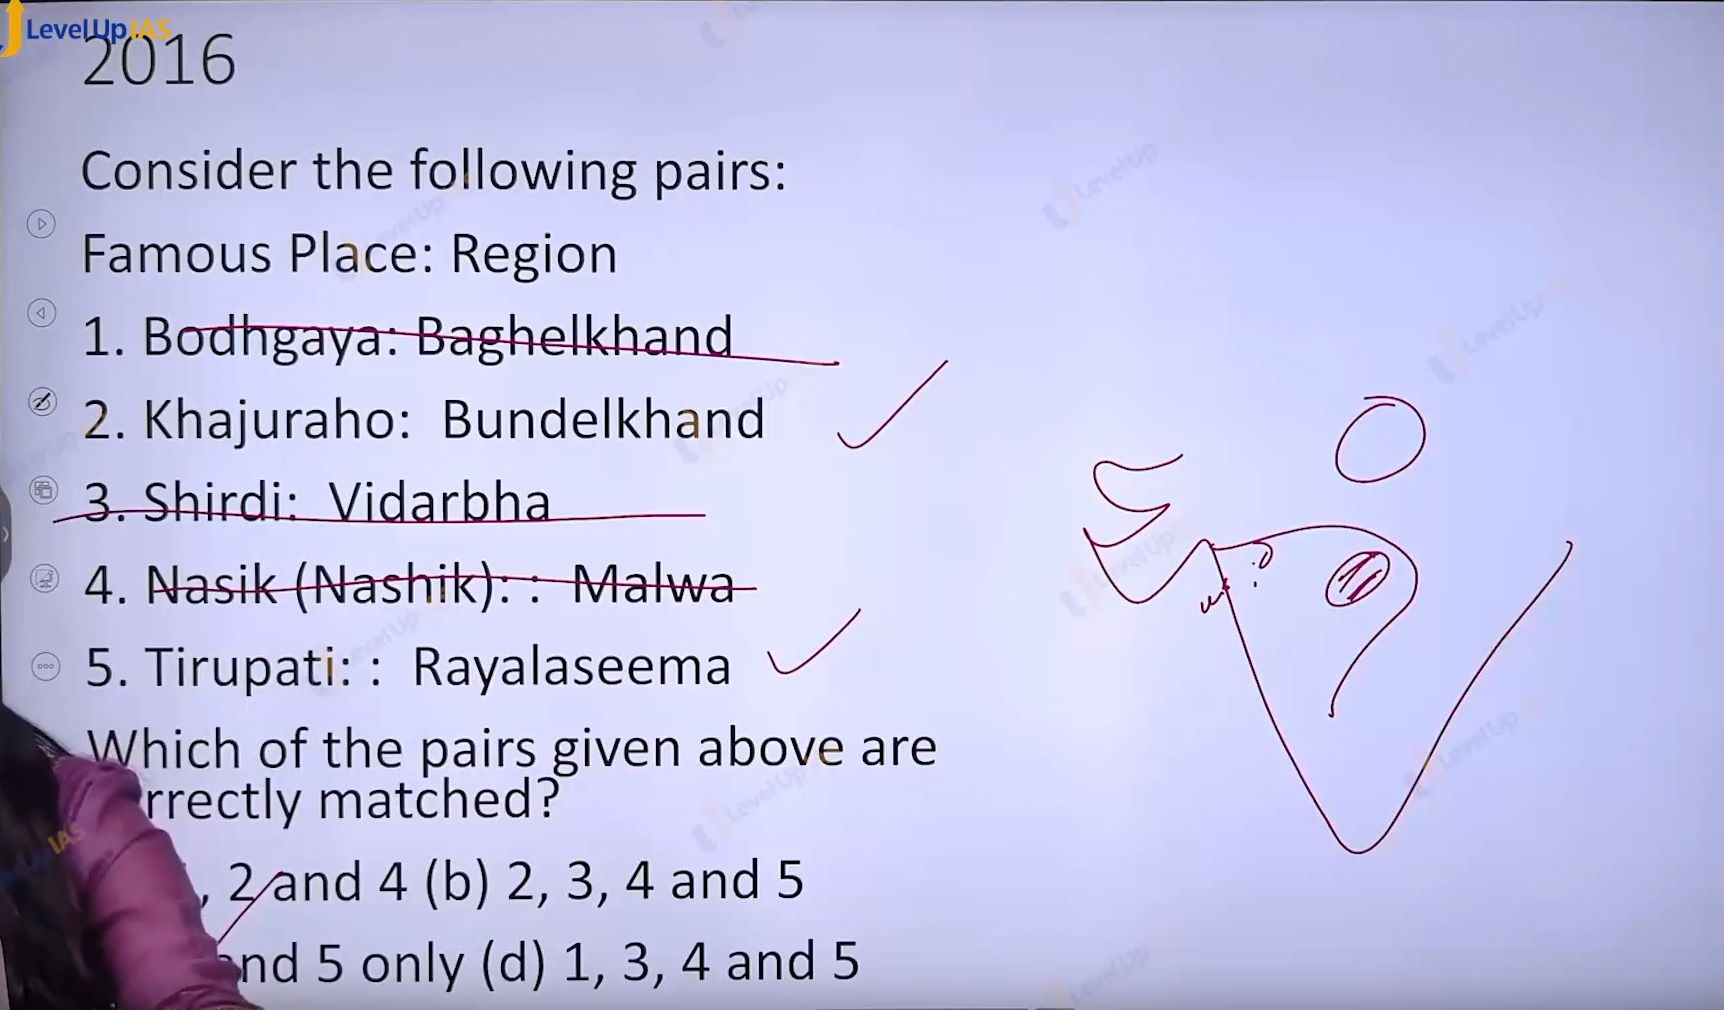 LevelUp IAS
2016
Consider the following pairs:
Famous Place: Region
1. Bodhgaya: Baghelkhand
2. Khajuraho:  Bundelkhand
3. Shirdi:  Vidarbha
4. Nasik (Nashik): :  Malwa
5. Tirupati: :  Rayalaseema
Which of the pairs given above are
rrectly matched?
, 2 and 4 (b) 2, 3, 4 and 5
nd 5 only (d) 1, 3, 4 and 5